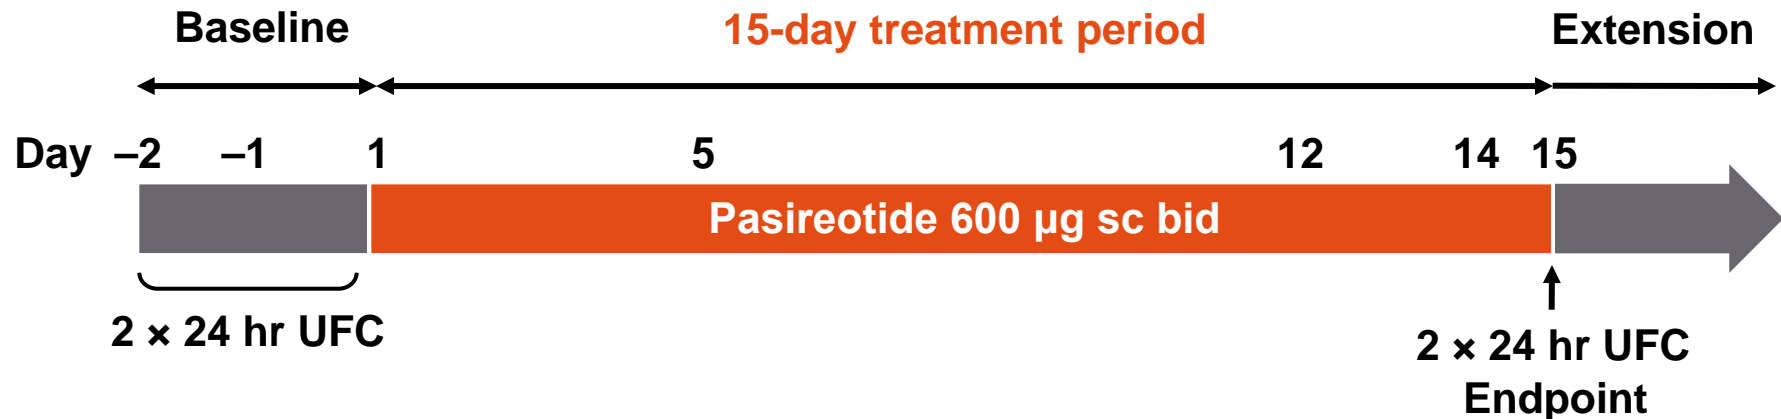 Baseline 15-day treatment period Extension
Day –2 –1 1 5 12 14 15
Pasireotide 600 µg sc bid
2 × 24 hr UFC
2 × 24 hr UFC
Endpoint